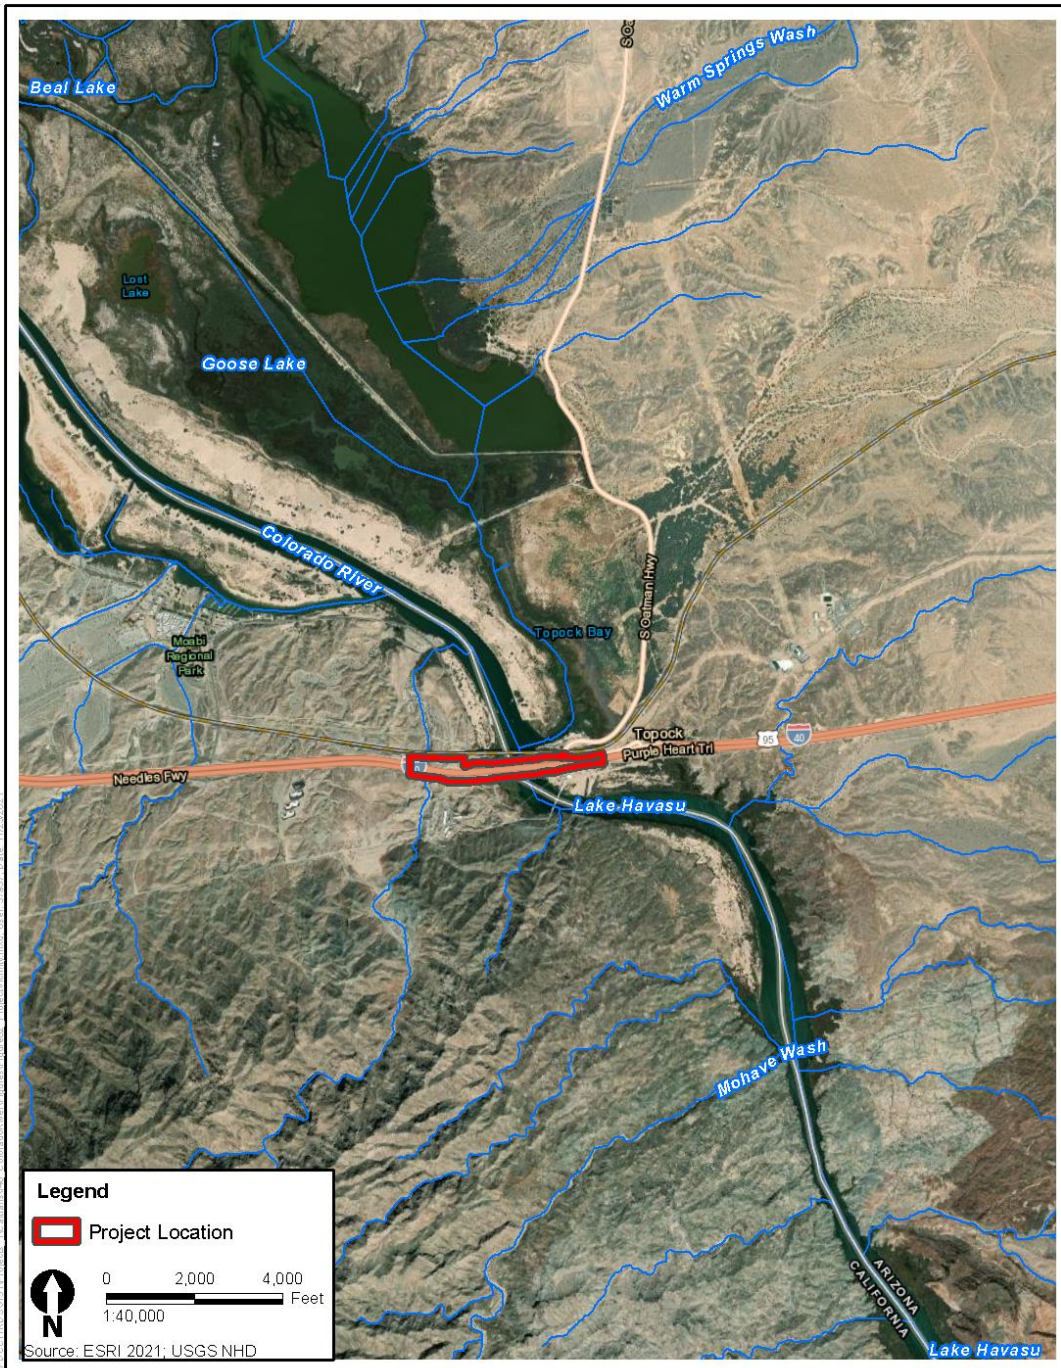 S Oa
Warm Springs Wash
Beal Lake
Lost
Lake
Goose Lake
Colorado River
S Oatman Hwy
Topock Bay
Moabi
Regional
Park
Topock
Purple Heart Trl
95
40
Needles Fwy
Lake Havasu
Mohave Wash
ARIZONA
CALIFORNIA
Lake Havasu
Legend
Project Location
0 2,000 4,000
Feet
1:40,000
N
Source: ESRI 2021; USGS NHD